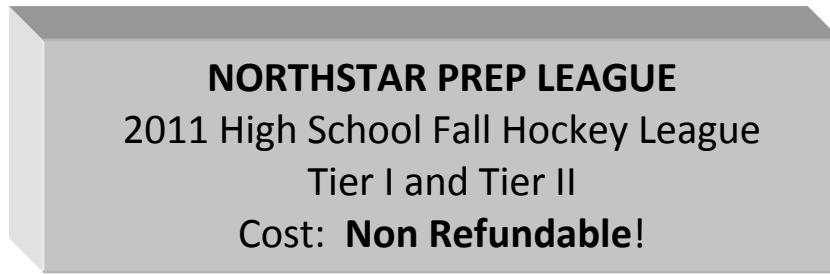 NORTHSTAR PREP LEAGUE
2011 High School Fall Hockey League
Tier I and Tier II
Cost:  Non Refundable!